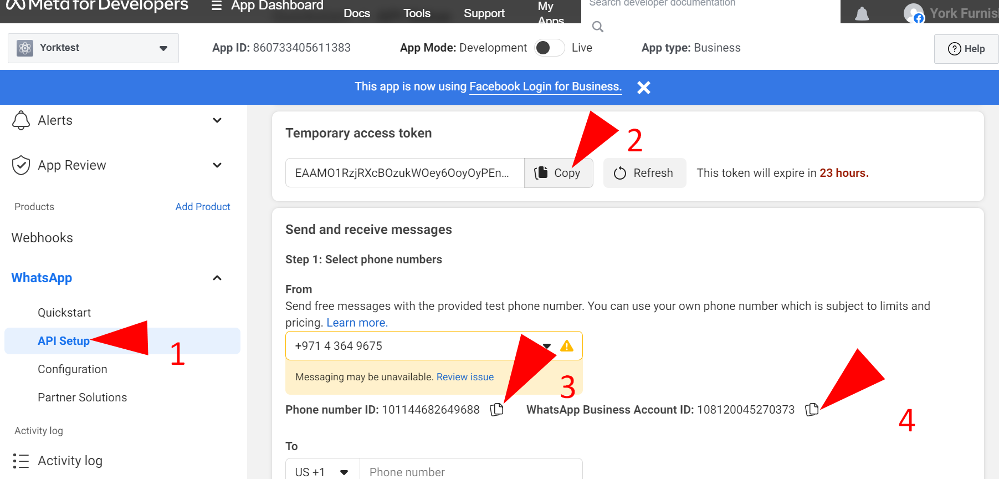 Meta for Developers
App Dashboard
Docs
Tools
Support
My Apps
Search developer documentation
York Furnis
Yorktest
App ID: 860733405611383
App Mode: Development
Live
App type: Business
Help
This app is now using Facebook Login for Business.
Alerts
App Review
Products
Add Product
Webhooks
WhatsApp
Quickstart
API Setup
1
Configuration
Partner Solutions
Activity log
Activity log
Temporary access token
2
EAAMO1RzjRXcBOzukWOey6OoyOyPEn...
Copy
Refresh
This token will expire in 23 hours.
Send and receive messages
Step 1: Select phone numbers
From
Send free messages with the provided test phone number. You can use your own phone number which is subject to limits and
pricing. Learn more.
+971 4 364 9675
Messaging may be unavailable. Review issue
3
Phone number ID: 101144682649688
WhatsApp Business Account ID: 108120045270373
4
To
US +1
Phone number